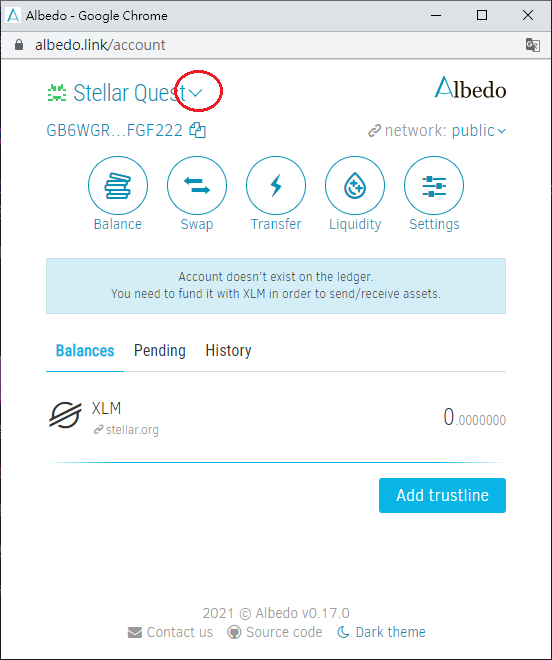 Albedo - Google Chrome
albedo.link/account
Stellar Quest
Albedo
GB6WGR...FGF222
network: public
Balance Swap Transfer Liquidity Settings
Account doesn't exist on the ledger.
You need to fund it with XLM in order to send/receive assets.
Balances Pending History
XLM
0.0000000
stellar.org
Add trustline
2021 © Albedo v0.17.0
Contact us Source code Dark theme